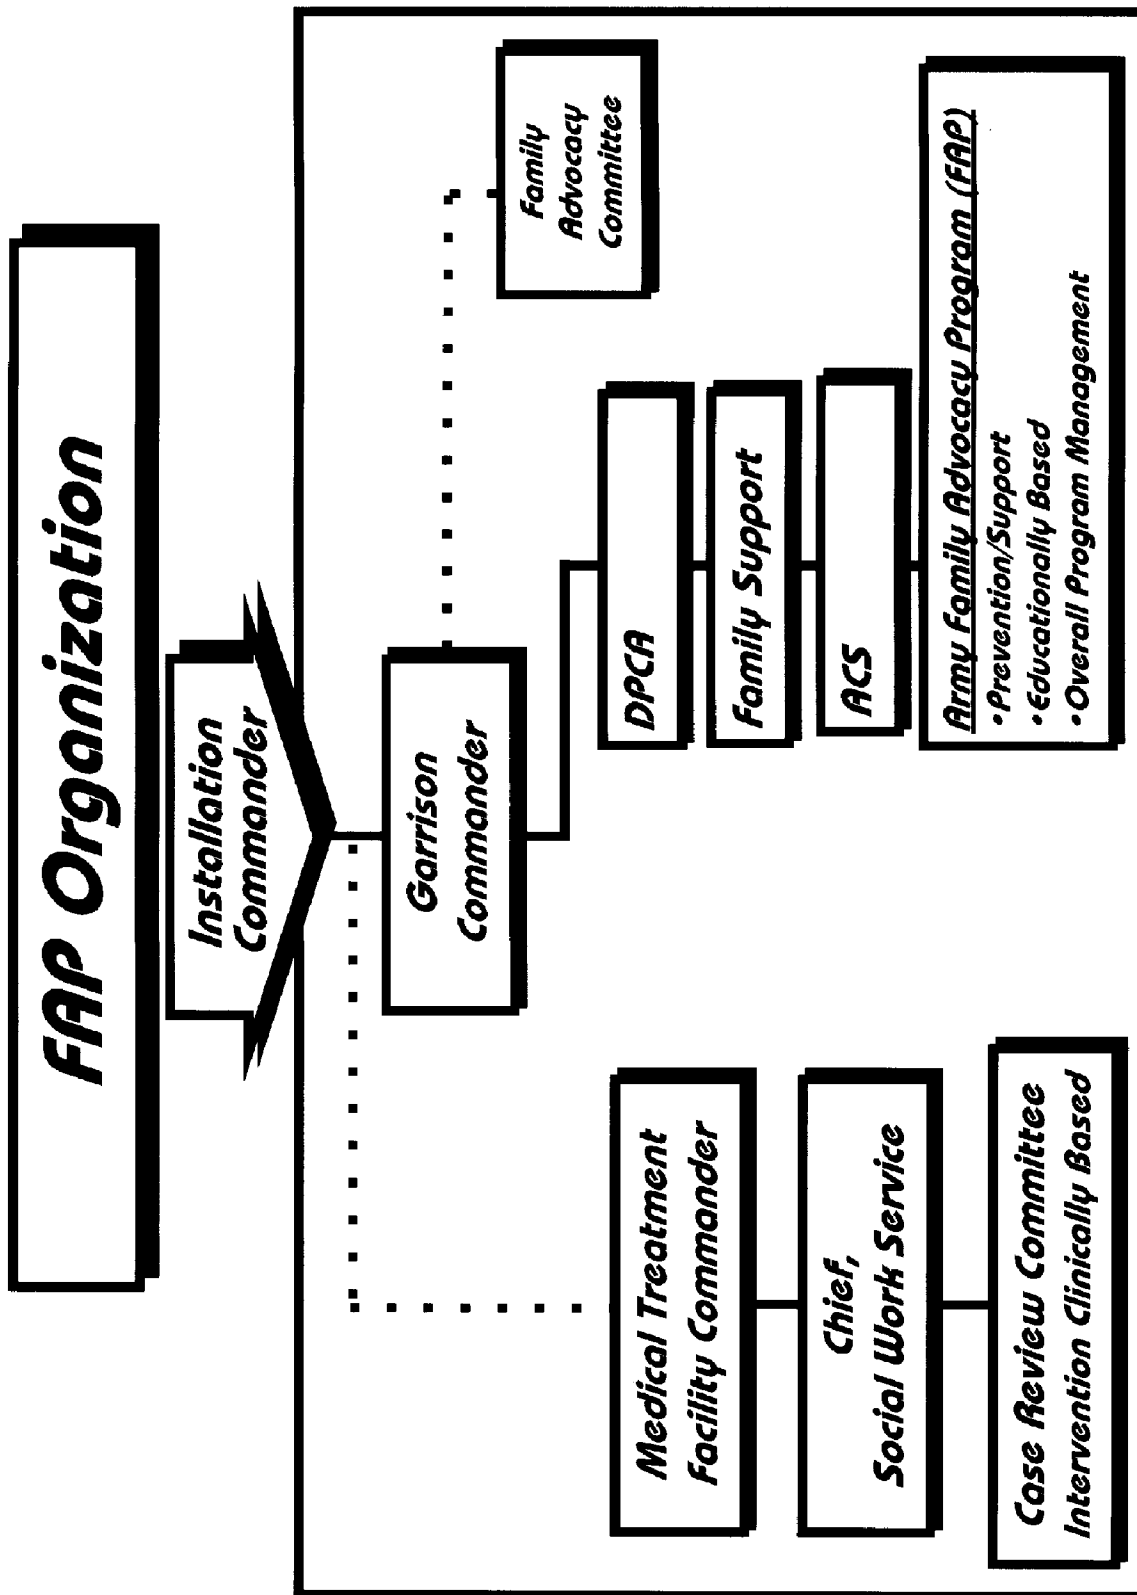 FAP Organization
Installation
Commander
Garrison
Commander
Family
Advocacy
Committee
Medical Treatment
Facility Commander
Chief,
Social Work Service
Case Review Committee
Intervention Clinically Based
DPCA
Family Support
ACS
Army Family Advocacy Program (FAP)
•Prevention/Support
•Educationally Based
•Overall Program Management